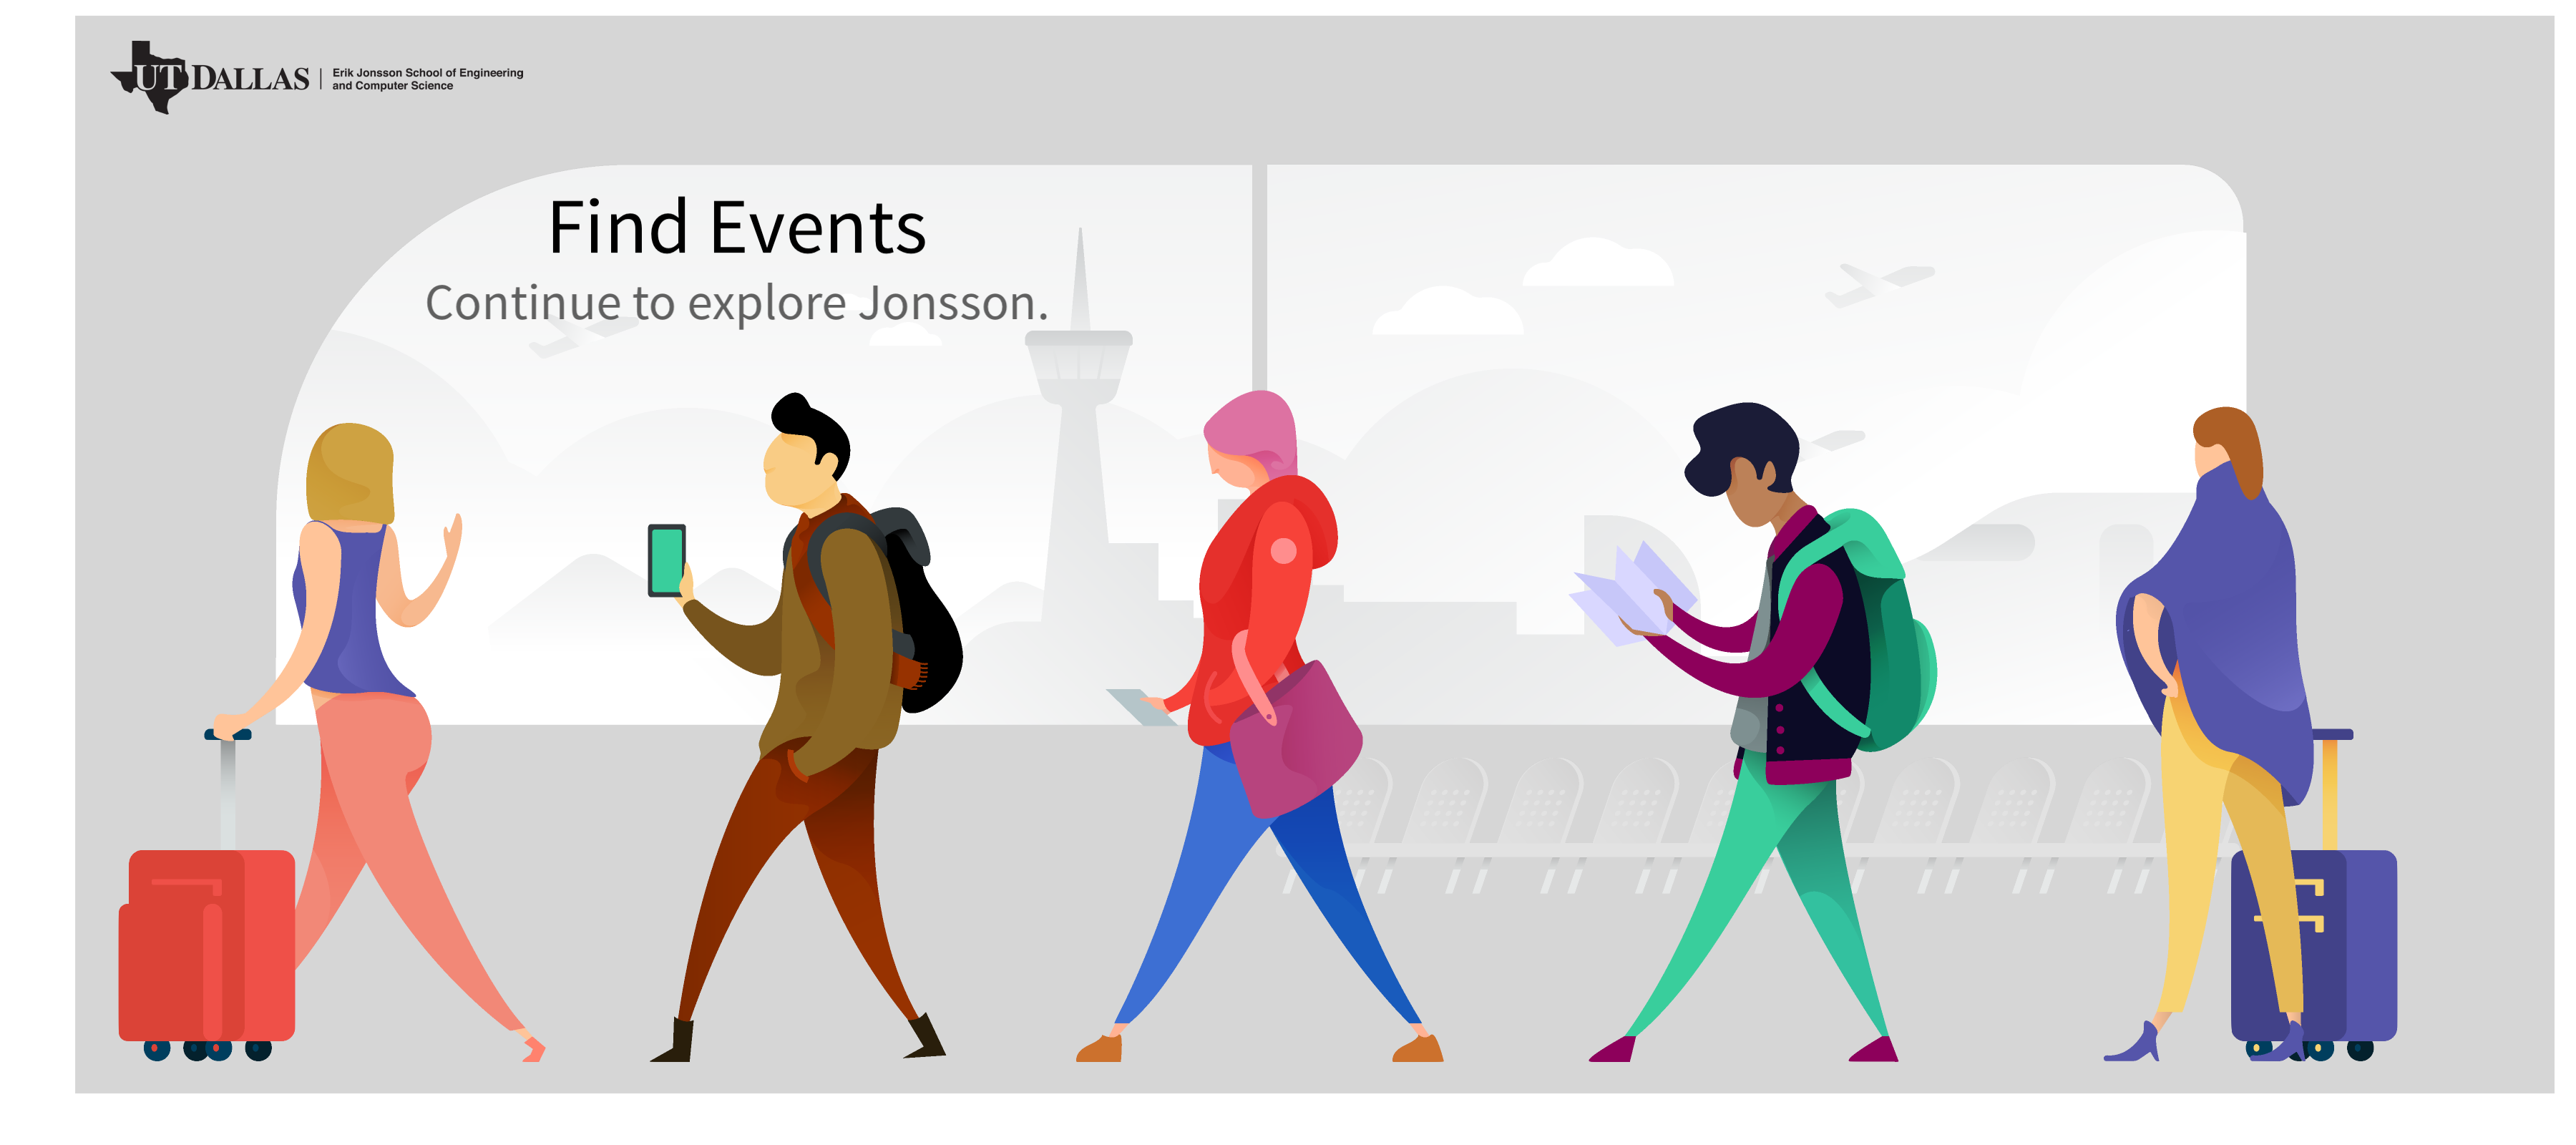 UT DALLAS
Erik Jonsson School of Engineering
and Computer Science
Find Events
Continue to explore Jonsson.